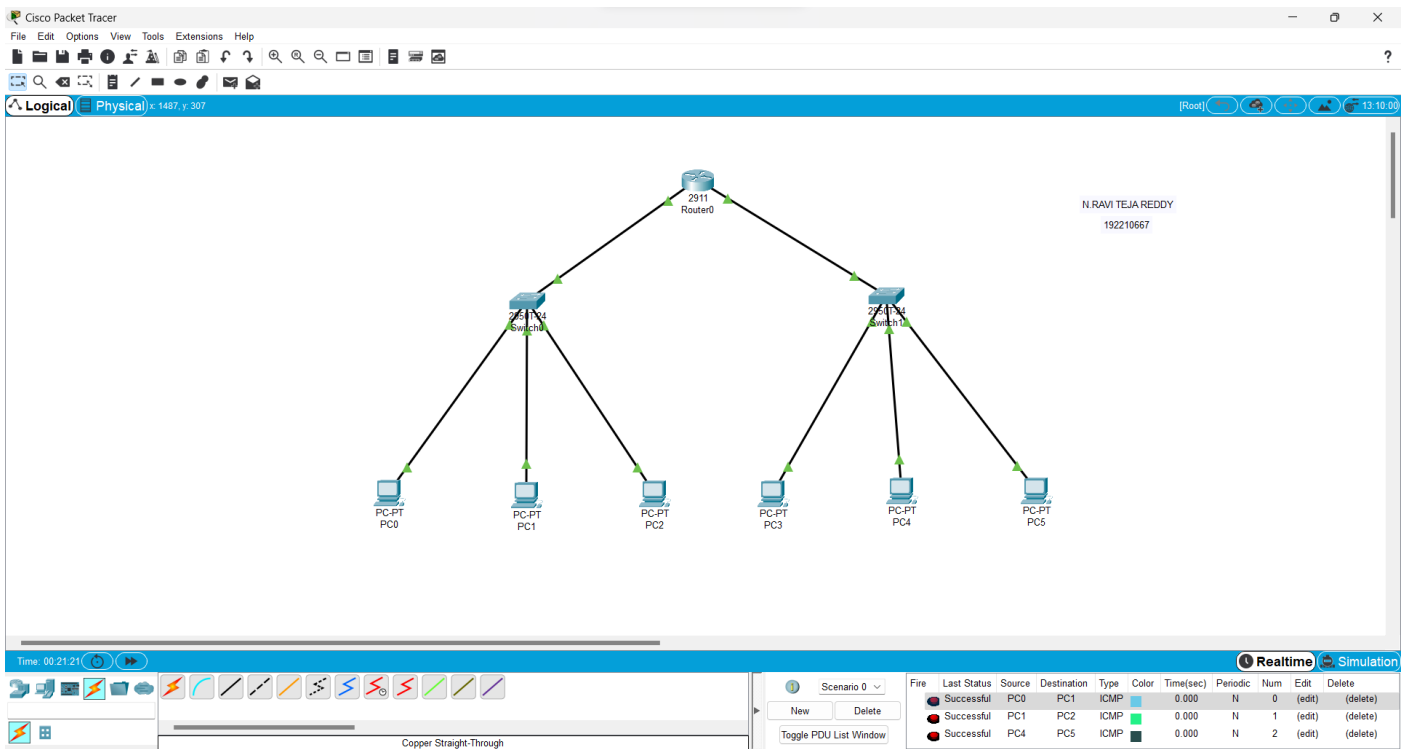 Cisco Packet Tracer
File Edit Options View Tools Extensions Help
?
Logical Physical x: 1487, y: 307 [Root] 13:10:00
2911
Router0
N.RAVI TEJA REDDY
192210667
2950T-24
Switch0
2950T-24
Switch1
PC-PT
PC0
PC-PT
PC1
PC-PT
PC2
PC-PT
PC3
PC-PT
PC4
PC-PT
PC5
Time: 00:21:21 Realtime Simulation
Scenario 0
New Delete
Toggle PDU List Window
Copper Straight-Through
Fire Last Status Source Destination Type Color Time(sec) Periodic Num Edit Delete
Successful PC0 PC1 ICMP 0.000 N 0 (edit) (delete)
Successful PC1 PC2 ICMP 0.000 N 1 (edit) (delete)
Successful PC4 PC5 ICMP 0.000 N 2 (edit) (delete)